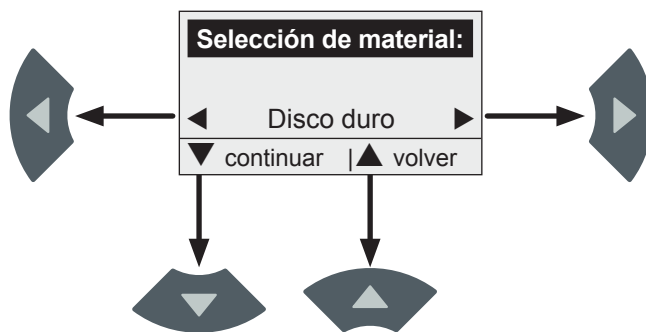 Selección de material:
◀ Disco duro ▶
▼ continuar |▲ volver